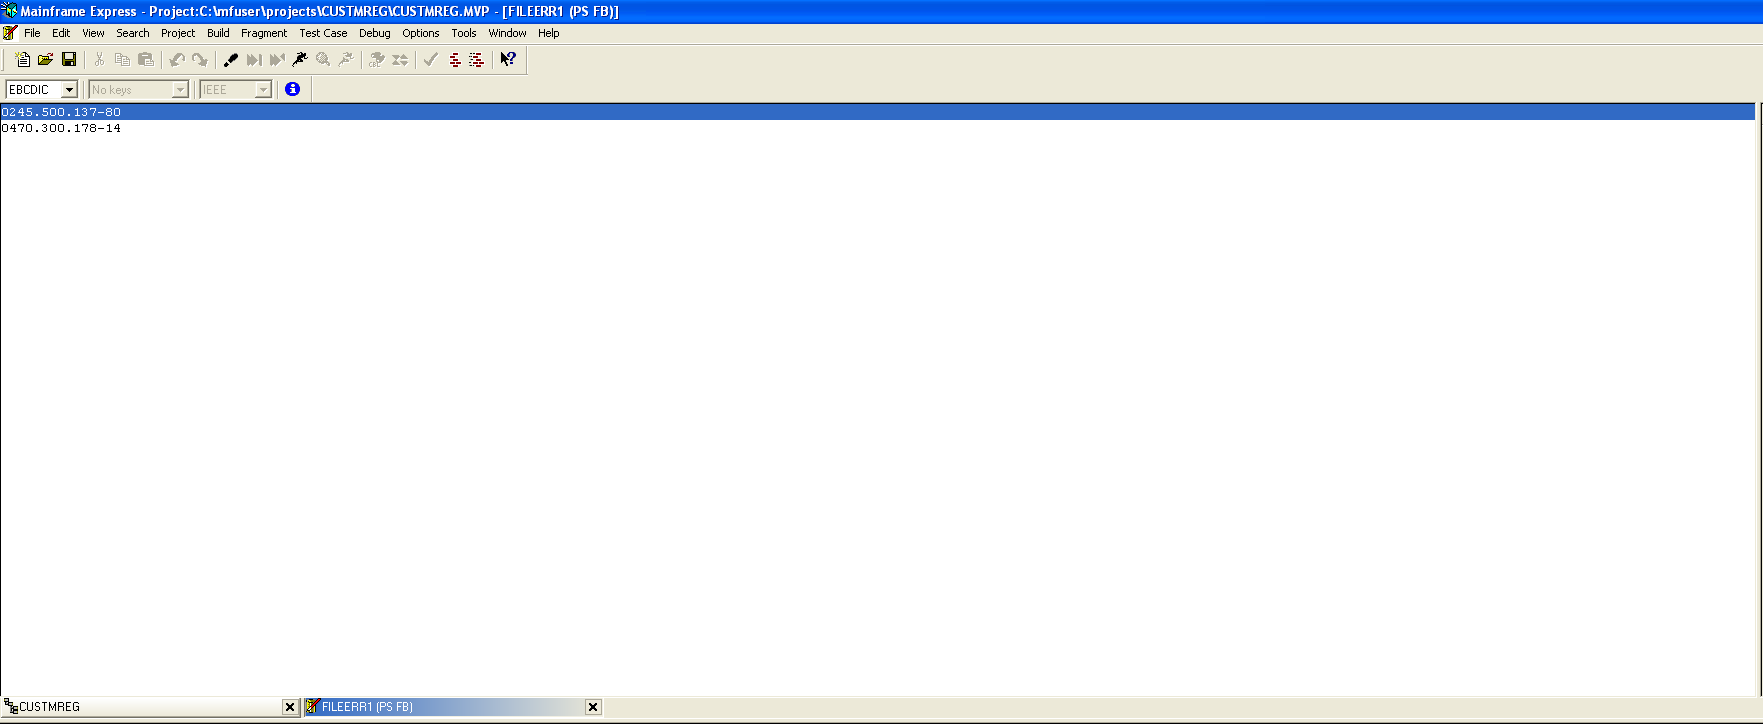 Mainframe Express - Project:C:\mfuser\projects\CUSTMREG\CUSTMREG.MVP - [FILEERR1 (PS FB)]
File Edit View Search Project Build Fragment Test Case Debug Options Tools Window Help
EBCDIC No keys IEEE
0245.500.137-80
0470.300.178-14
CUSTMREG FILEERR1 (PS FB)